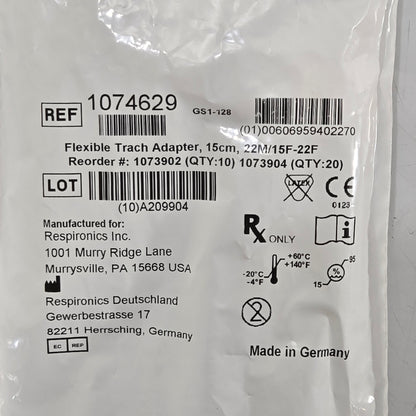 REF 1074629
GS1-128
(01)00606959402270
Flexible Trach Adapter, 15cm, 22M/15F-22F
Reorder #: 1073902 (QTY:10) 1073904 (QTY:20)
LOT
(10)A209904
LATEX
CE
0123
Manufactured for:
Respironics Inc.
1001 Murry Ridge Lane
Murrysville, PA 15668 USA
Rx ONLY
i
-20°C
-4°F
+60°C
+140°F
15
%
95
2
Respironics Deutschland
Gewerbestrasse 17
82211 Herrsching, Germany
EC REP
Made in Germany